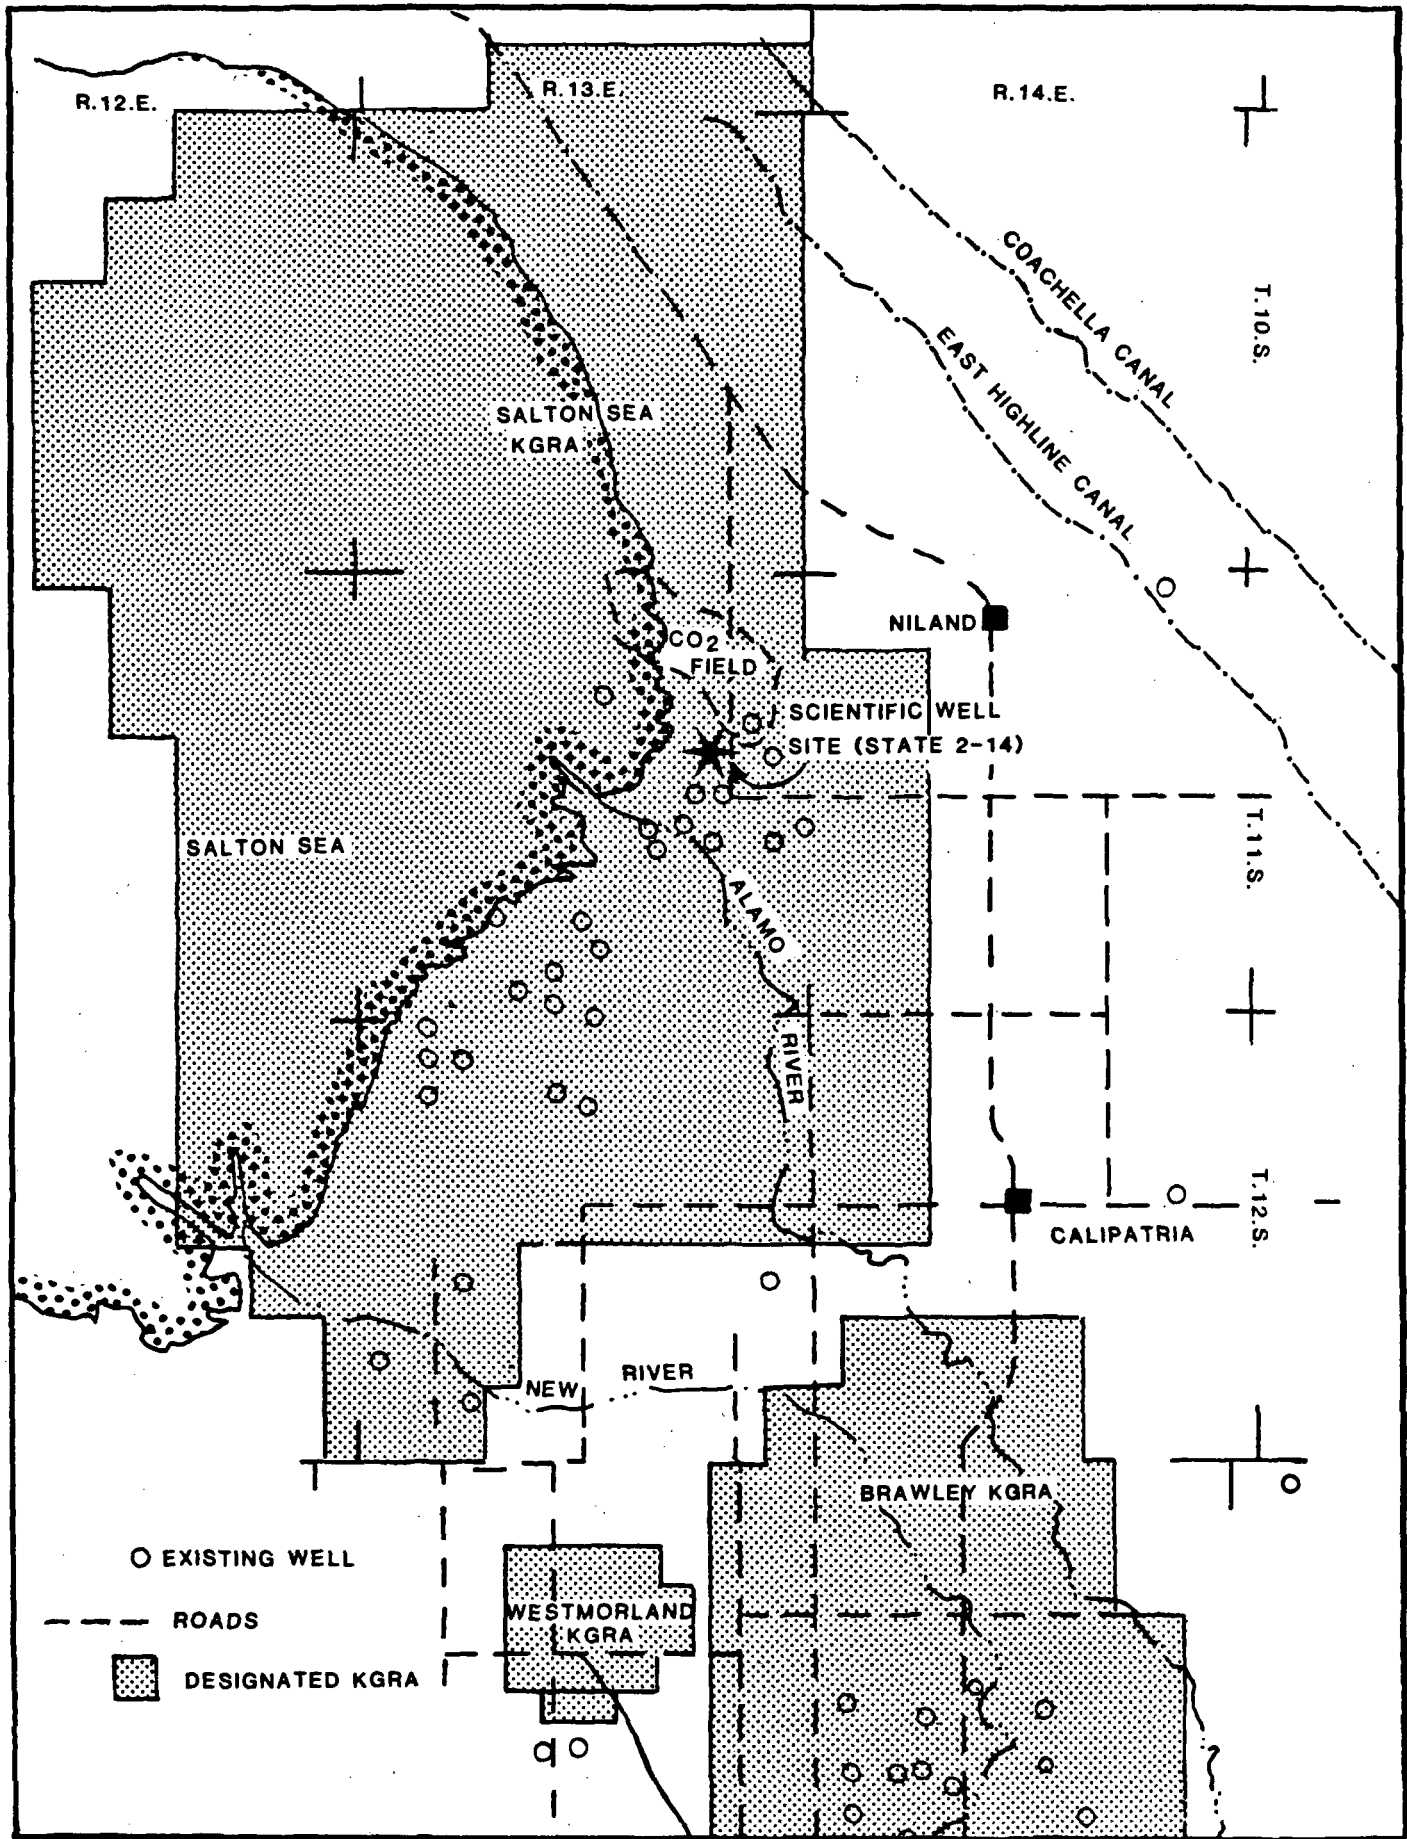 R.12.E.
R.13.E.
R.14.E.
COACHELLA CANAL
T.10.S.
EAST HIGHLINE CANAL
SALTON SEA
KGRA
NILAND
CO2
FIELD
SCIENTIFIC WELL
SITE (STATE 2-14)
SALTON SEA
T.11.S.
ALAMO
RIVER
T.12.S.
CALIPATRIA
NEW
RIVER
BRAWLEY KGRA
EXISTING WELL
ROADS
WESTMORLAND
KGRA
DESIGNATED KGRA